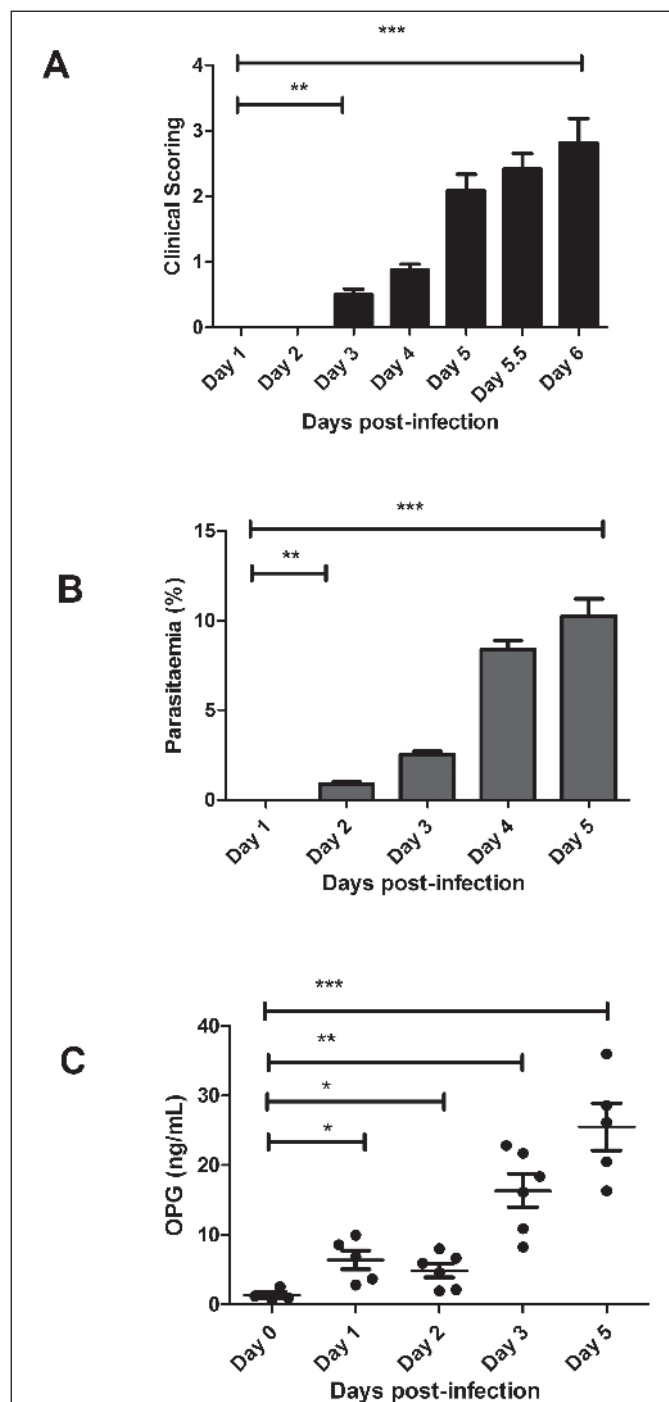 A
***
**
4
3
2
1
0
Clinical Scoring
Day 1 Day 2 Day 3 Day 4 Day 5 Day 5.5 Day 6
Days post-infection
B
***
**
15
10
5
0
Parasitaemia (%)
Day 1 Day 2 Day 3 Day 4 Day 5
Days post-infection
C
***
**
*
*
40
30
20
10
0
OPG (ng/mL)
Day 0 Day 1 Day 2 Day 3 Day 5
Days post-infection